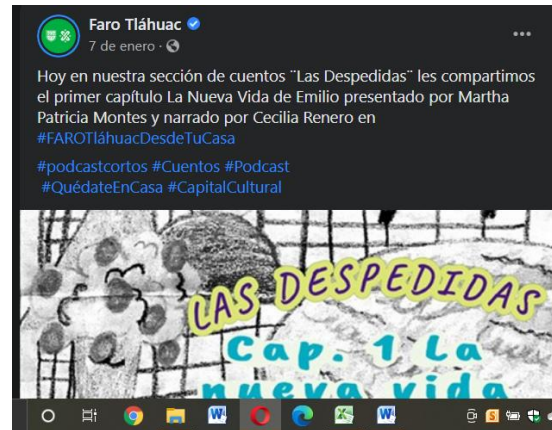 Faro Tláhuac
7 de enero ·
Hoy en nuestra sección de cuentos ¨Las Despedidas¨ les compartimos
el primer capítulo La Nueva Vida de Emilio presentado por Martha
Patricia Montes y narrado por Cecilia Renero en
#FAROTláhuacDesdeTuCasa
#podcastcortos #Cuentos #Podcast
#QuédateEnCasa #CapitalCultural
LAS DESPEDIDAS
Cap. 1 La
nueva vida